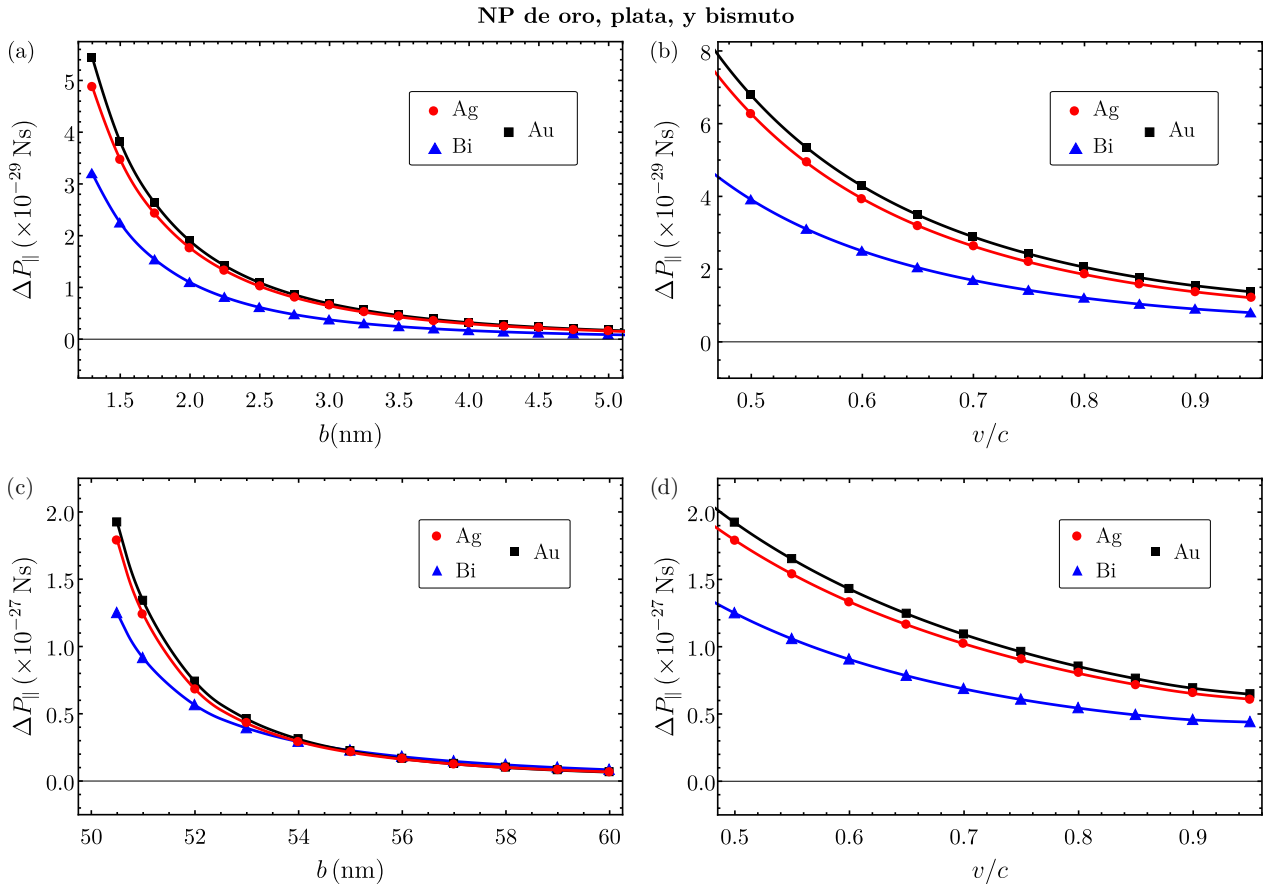 NP de oro, plata, y bismuto
(a)
ΔP∥ (×10⁻²⁹ Ns)
5
4
3
2
1
0
Ag
Bi
Au
1.5 2.0 2.5 3.0 3.5 4.0 4.5 5.0
b(nm)
(b)
ΔP∥ (×10⁻²⁹ Ns)
8
6
4
2
0
Ag
Bi
Au
0.5 0.6 0.7 0.8 0.9
v/c
(c)
ΔP∥ (×10⁻²⁷ Ns)
2.0
1.5
1.0
0.5
0.0
Ag
Bi
Au
50 52 54 56 58 60
b (nm)
(d)
ΔP∥ (×10⁻²⁷ Ns)
2.0
1.5
1.0
0.5
0.0
Ag
Bi
Au
0.5 0.6 0.7 0.8 0.9
v/c